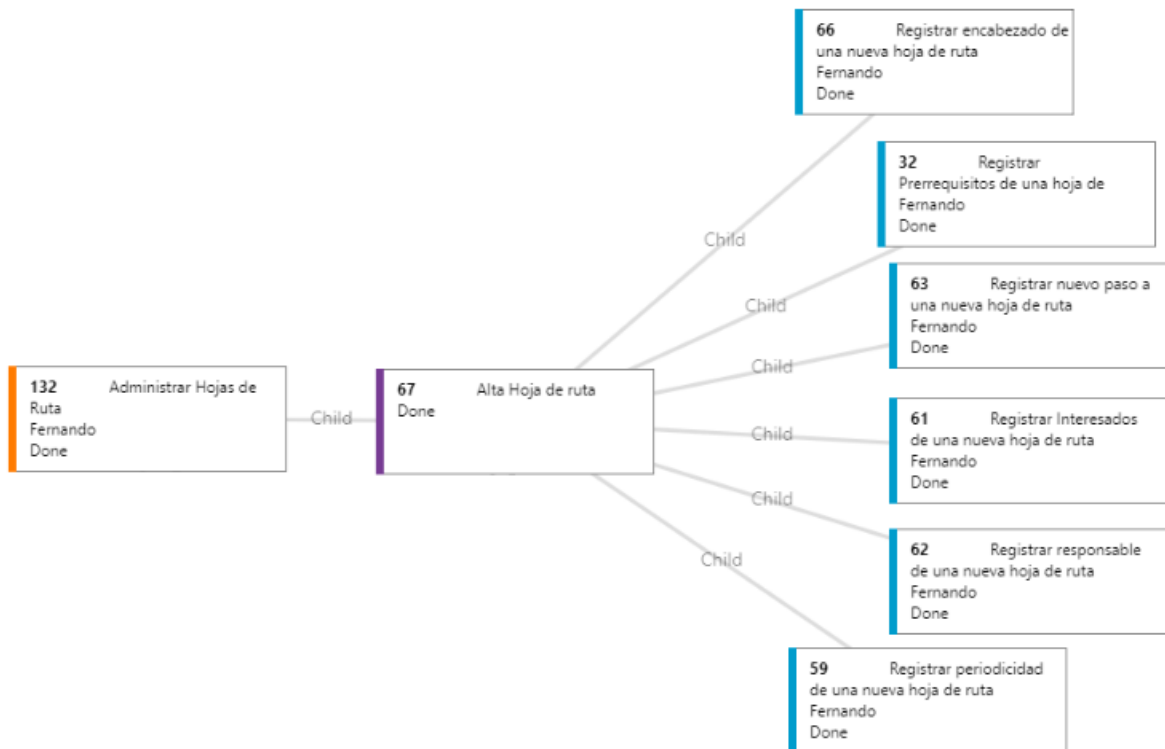 66 Registrar encabezado de
una nueva hoja de ruta
Fernando
Done
32 Registrar
Prerrequisitos de una hoja de
Fernando
Done
63 Registrar nuevo paso a
una nueva hoja de ruta
Fernando
Done
132 Administrar Hojas de
Ruta
Fernando
Done
67 Alta Hoja de ruta
Done
61 Registrar Interesados
de una nueva hoja de ruta
Fernando
Done
62 Registrar responsable
de una nueva hoja de ruta
Fernando
Done
59 Registrar periodicidad
de una nueva hoja de ruta
Fernando
Done
Child
Child
Child
Child
Child
Child
Child